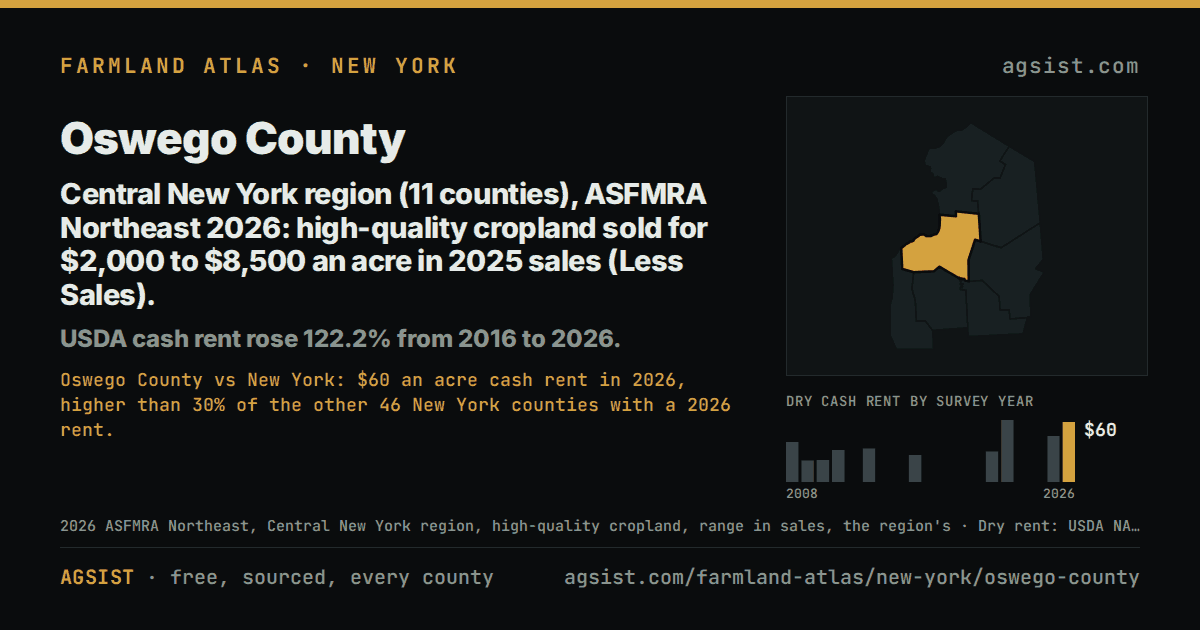 FARMLAND ATLAS · NEW YORK
agsist.com
Oswego County
Central New York region (11 counties), ASFMRA
Northeast 2026: high-quality cropland sold for
$2,000 to $8,500 an acre in 2025 sales (Less
Sales).
USDA cash rent rose 122.2% from 2016 to 2026.
Oswego County vs New York: $60 an acre cash rent in 2026,
higher than 30% of the other 46 New York counties with a 2026
rent.
DRY CASH RENT BY SURVEY YEAR
$60
2008
2026
2026 ASFMRA Northeast, Central New York region, high-quality cropland, range in sales, the region's · Dry rent: USDA NA…
AGSIST · free, sourced, every county
agsist.com/farmland-atlas/new-york/oswego-county